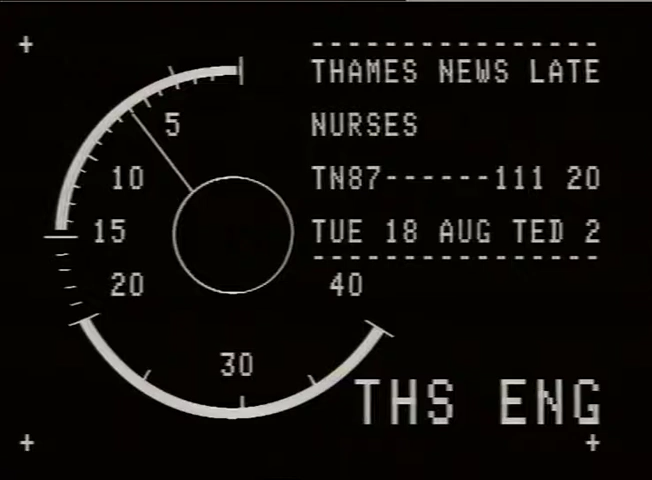 THAMES NEWS LATE
NURSES
TN87------111 20
TUE 18 AUG TED 2
5
10
15
20
30
40
THS ENG